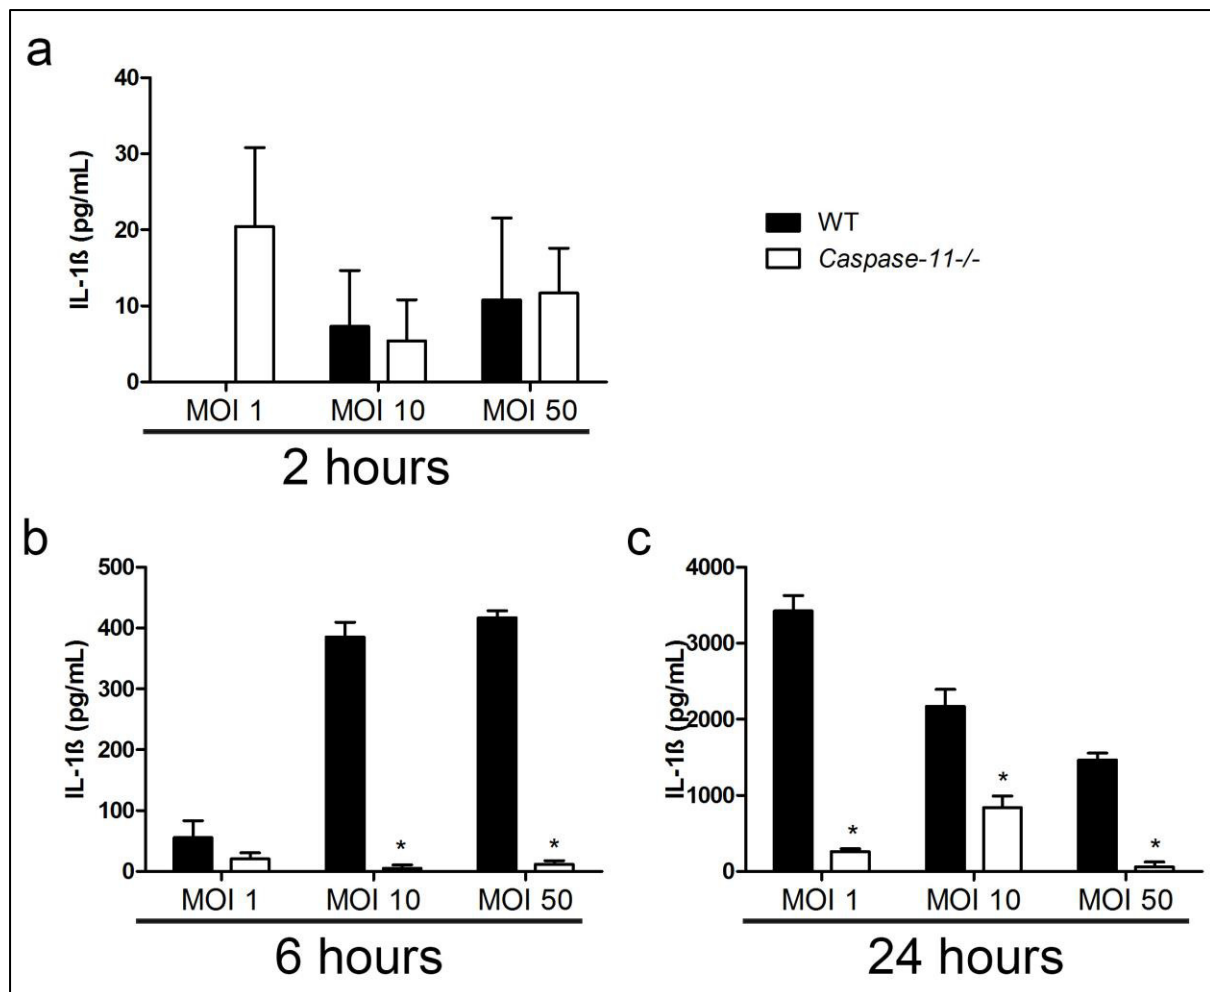 a
40
30
20
10
0
IL-1ß (pg/mL)
MOI 1 MOI 10 MOI 50
2 hours
WT
Caspase-11-/-
b
500
400
300
200
100
0
IL-1ß (pg/mL)
*
*
MOI 1 MOI 10 MOI 50
6 hours
c
4000
3000
2000
1000
0
IL-1ß (pg/mL)
*
*
*
MOI 1 MOI 10 MOI 50
24 hours